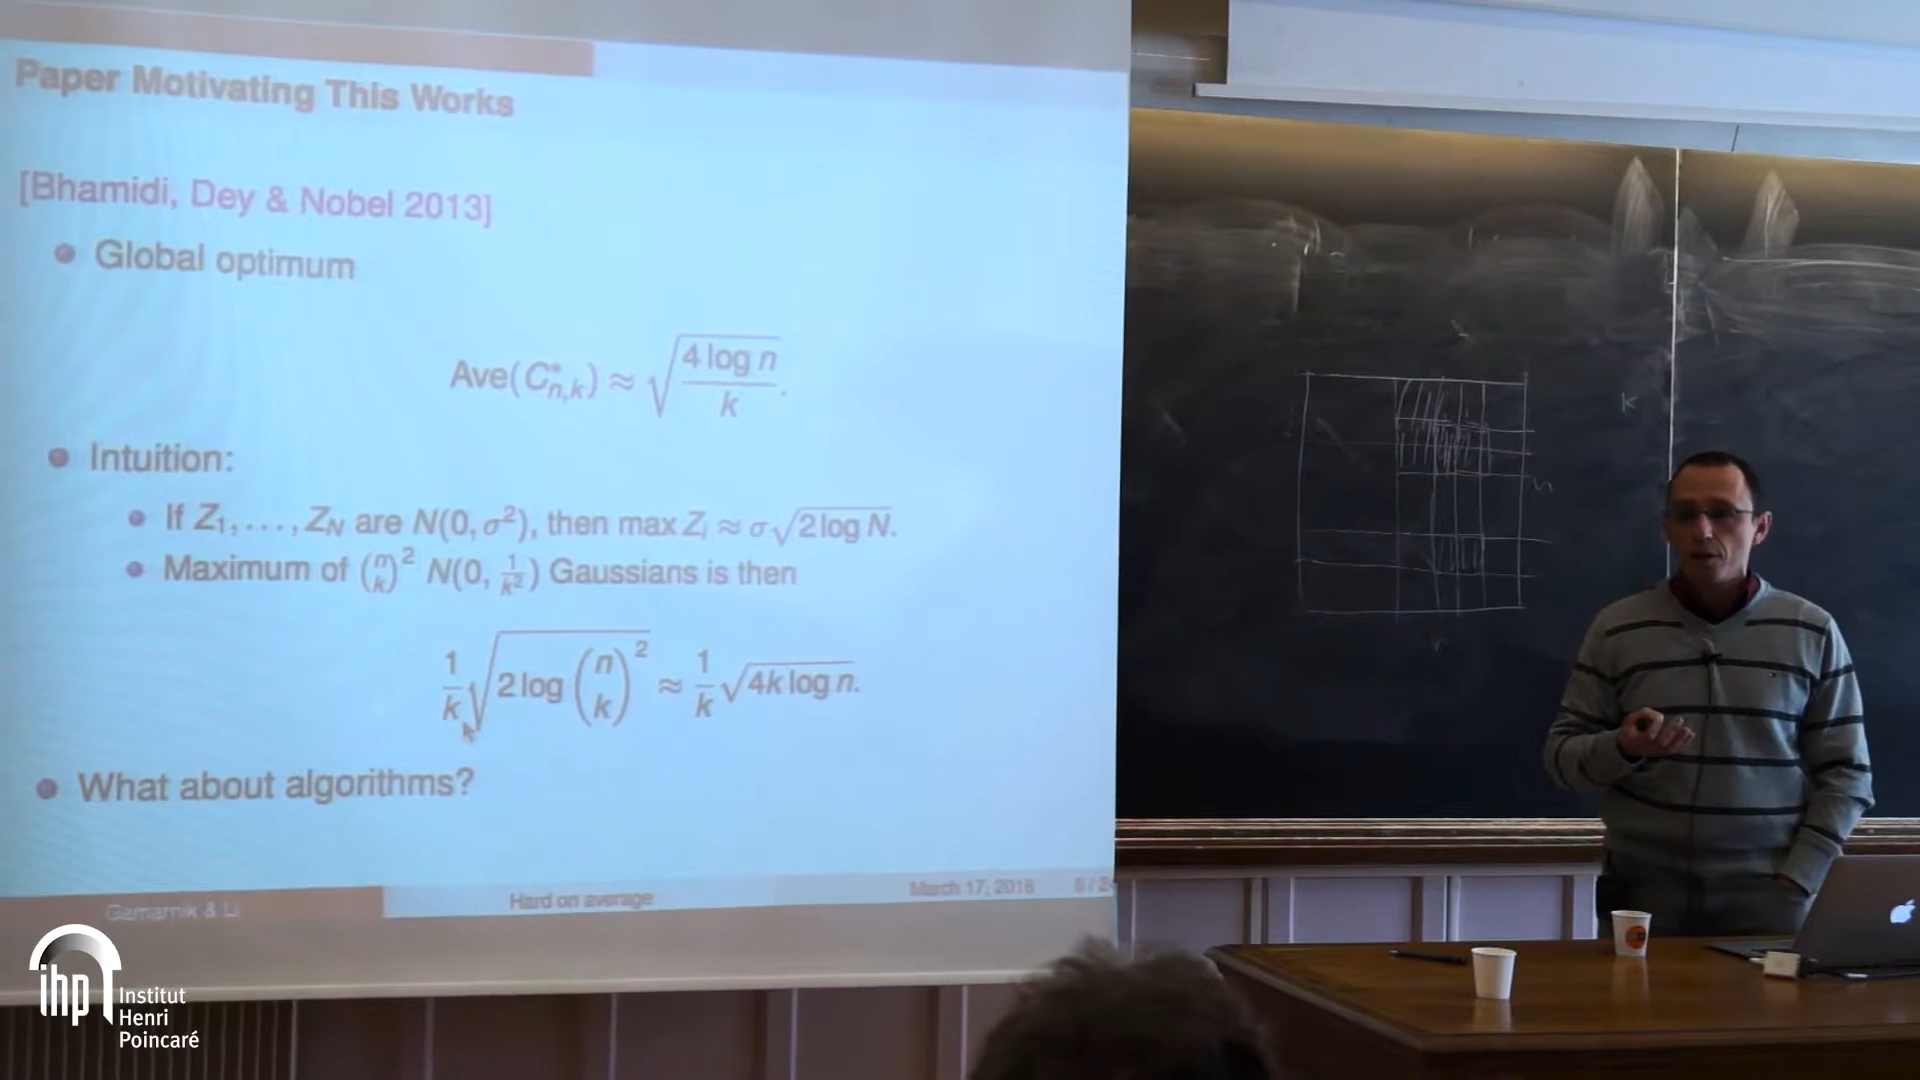 Paper Motivating This Works
[Bhamidi, Dey & Nobel 2013]
Global optimum
Ave(C*n,k) ≈ √(4 log n / k).
Intuition:
If Z₁, . . . , Z_N are N(0, σ²), then max Z_i ≈ σ√(2 log N).
Maximum of (n k)² N(0, 1/k²) Gaussians is then
1/k √(2 log (n k)²) ≈ 1/k √(4k log n).
What about algorithms?
Gamarnik & Li
Hard on average
March 17, 2016
ihp
Institut
Henri
Poincaré
K
n